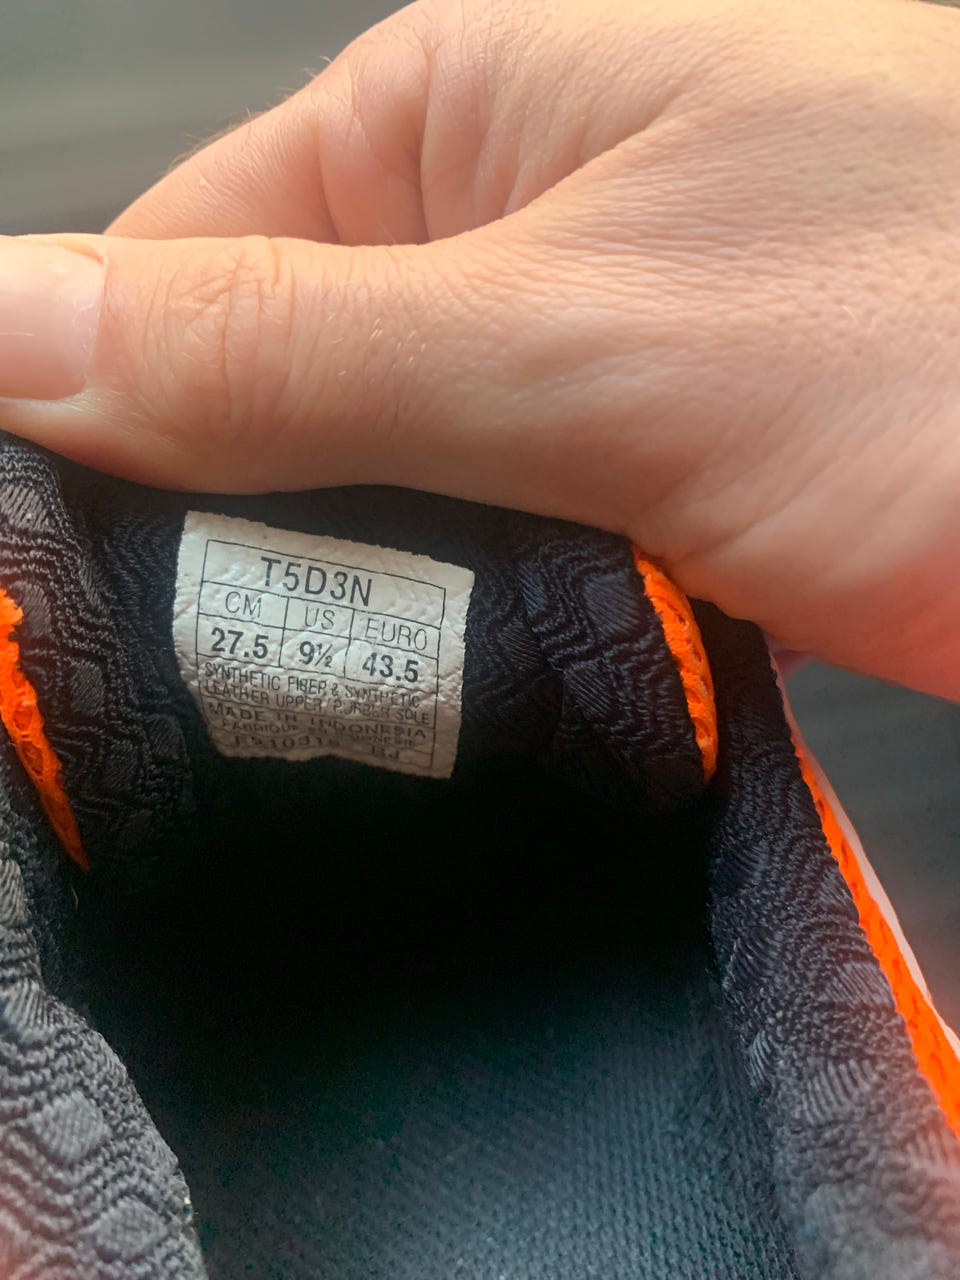 T5D3N
CM US EURO
27.5 9½ 43.5
SYNTHETIC FIBER & SYNTHETIC
LEATHER UPPER / RUBBER SOLE
MADE IN INDONESIA